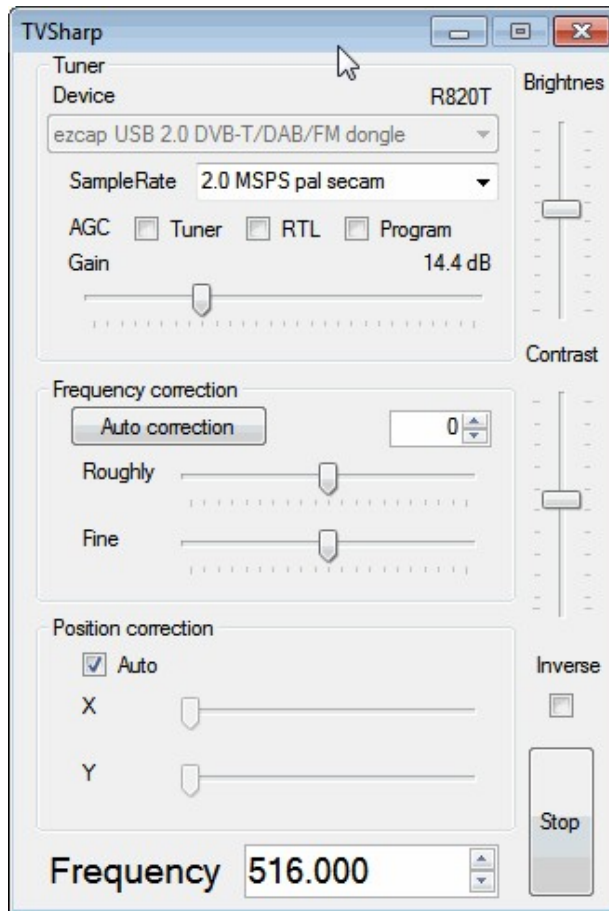 TVSharp
Tuner
Device R820T
ezcap USB 2.0 DVB-T/DAB/FM dongle
SampleRate 2.0 MSPS pal secam
AGC Tuner RTL Program
Gain 14.4 dB
Brightnes
Contrast
Frequency correction
Auto correction 0
Roughly
Fine
Position correction
Auto
X
Y
Inverse
Stop
Frequency 516.000